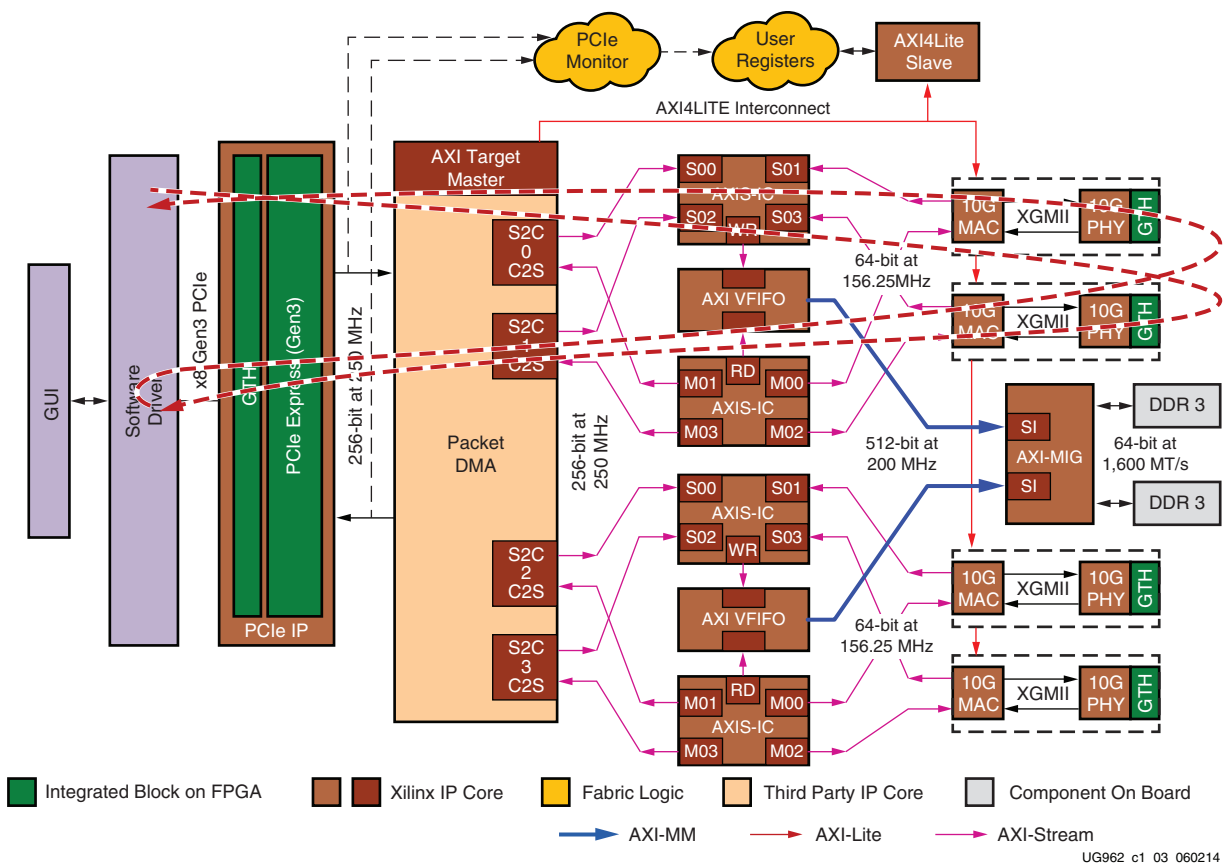 PCIe
Monitor
User
Registers
AXI4Lite
Slave
AXI4LITE Interconnect
GUI
Software
Driver
x8 Gen3 PCIe
GTH
PCIe Express (Gen3)
PCIe IP
256-bit at 250 MHz
AXI Target
Master
S2C
0
C2S
S2C
1
C2S
Packet
DMA
S2C
2
C2S
S2C
3
C2S
256-bit at
250 MHz
S00
S01
AXIS-IC
S02
S03
WR
AXI VFIFO
RD
M01
M00
AXIS-IC
M03
M02
64-bit at
156.25MHz
10G
MAC
XGMII
10G
PHY
GTH
10G
MAC
XGMII
10G
PHY
GTH
512-bit at
200 MHz
SI
AXI-MIG
SI
DDR 3
64-bit at
1,600 MT/s
DDR 3
S00
S01
AXIS-IC
S02
S03
WR
AXI VFIFO
RD
M01
M00
AXIS-IC
M03
M02
64-bit at
156.25 MHz
10G
MAC
XGMII
10G
PHY
GTH
10G
MAC
XGMII
10G
PHY
GTH
Integrated Block on FPGA
Xilinx IP Core
Fabric Logic
Third Party IP Core
Component On Board
AXI-MM
AXI-Lite
AXI-Stream
UG962_c1_03_060214